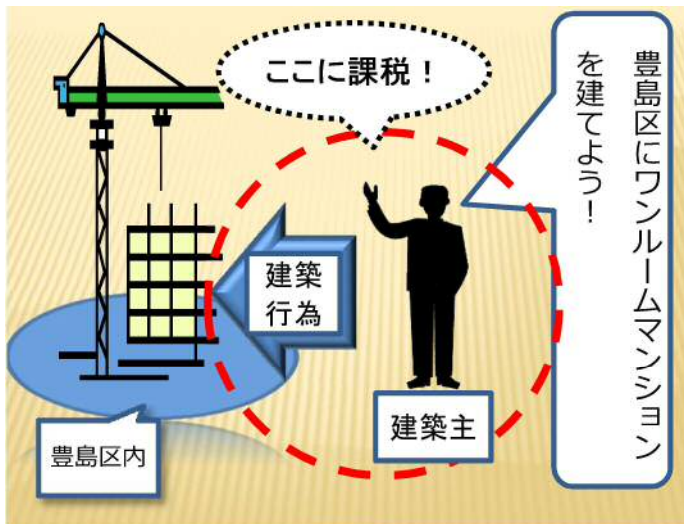 ここに課税！
豊島区にワンルームマンション
を建てよう！
建築
行為
建築主
豊島区内